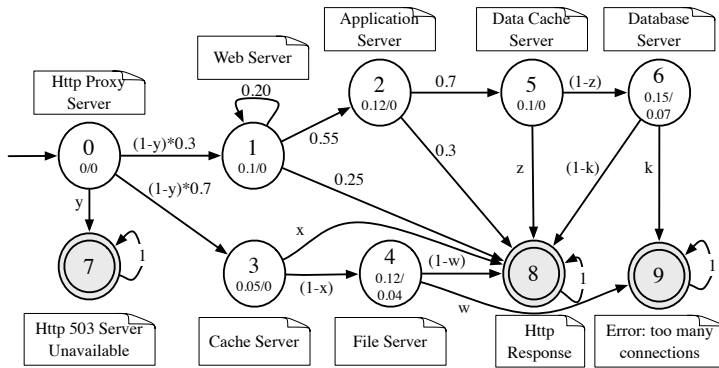 Application
Server
Data Cache
Server
Database
Server
Web Server
Http Proxy
Server
0.20
2
0.12/0
0.7
5
0.1/0
(1-z)
6
0.15/
0.07
0.55
0
0/0
(1-y)*0.3
1
0.1/0
0.3
z
(1-k)
k
(1-y)*0.7
0.25
y
x
7
1
3
0.05/0
(1-x)
4
0.12/
0.04
(1-w)
w
8
1
9
1
Http 503 Server
Unavailable
Cache Server
File Server
Http
Response
Error: too many
connections